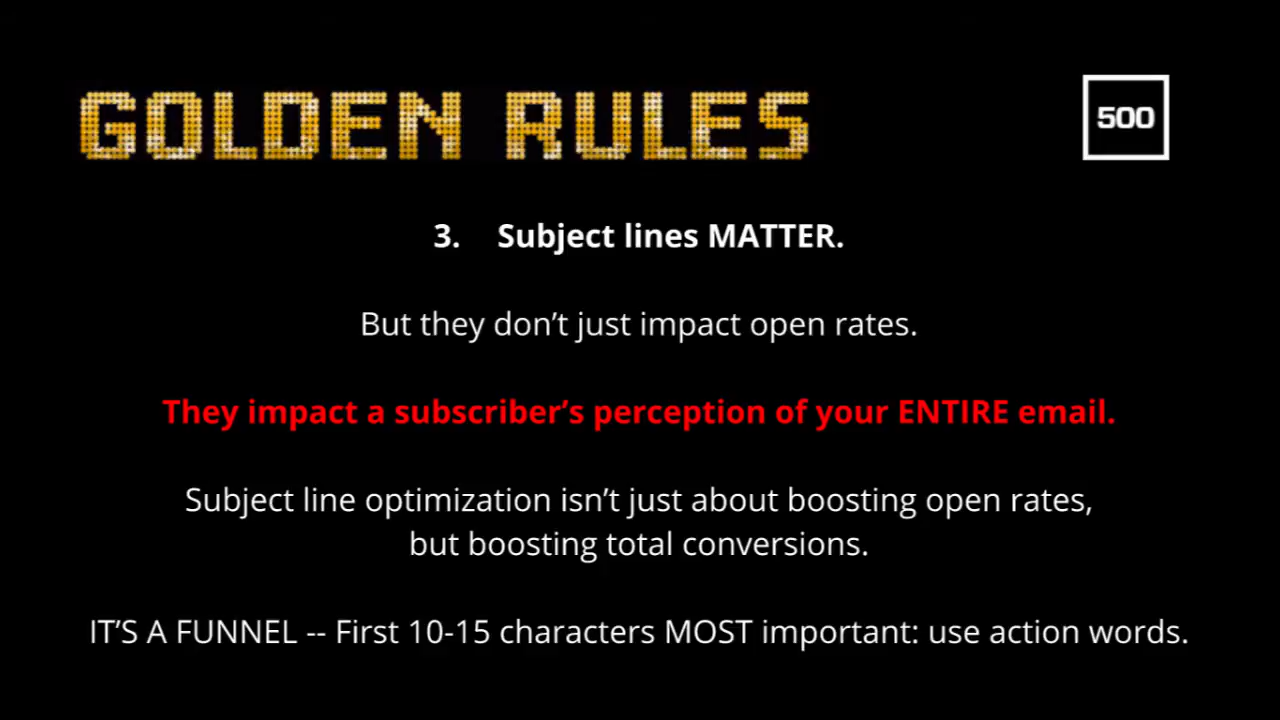 GOLDEN RULES
500
3. Subject lines MATTER.
But they don’t just impact open rates.
They impact a subscriber’s perception of your ENTIRE email.
Subject line optimization isn’t just about boosting open rates,
but boosting total conversions.
IT’S A FUNNEL -- First 10-15 characters MOST important: use action words.